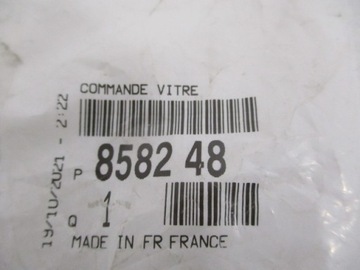 COMMANDE VITRE
P 8582 48
Q 1
MADE IN FR FRANCE
19/10/2021 - 2:22